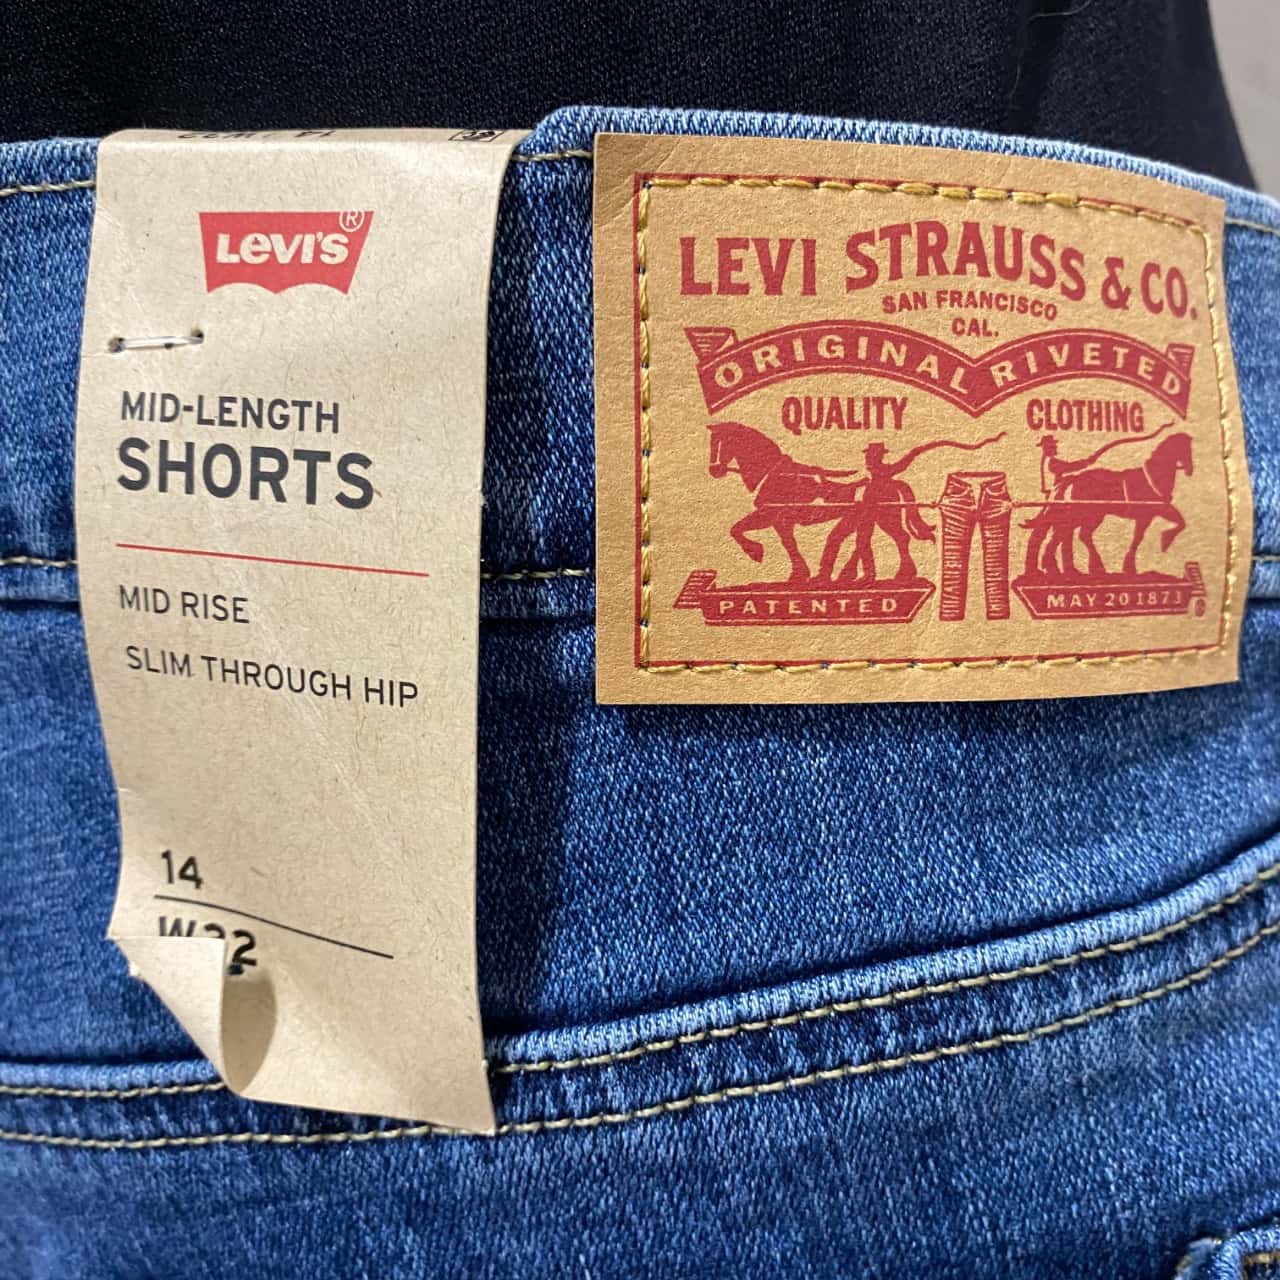 LEVI'S®
MID-LENGTH
SHORTS
MID RISE
SLIM THROUGH HIP
14
LEVI STRAUSS & CO.
SAN FRANCISCO
CAL.
ORIGINAL RIVETED
QUALITY CLOTHING
PATENTED MAY 20 1873